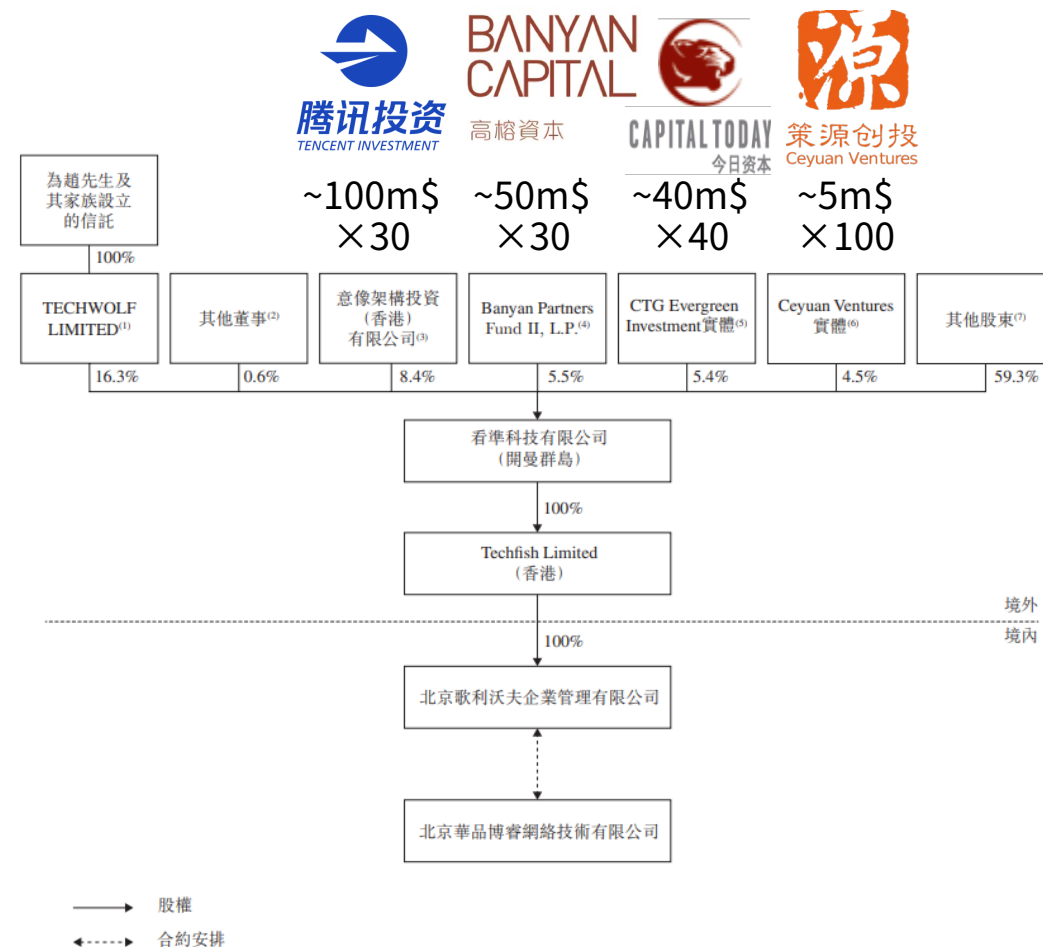 腾讯投资
TENCENT INVESTMENT
BANYAN
CAPITAL
高榕資本
CAPITAL TODAY
今日资本
源
策源创投
Ceyuan Ventures
~100m$
×30
~50m$
×30
~40m$
×40
~5m$
×100
為趙先生及
其家族設立
的信託
100%
TECHWOLF
LIMITED(1)
其他董事(2)
意像架構投資
(香港)
有限公司(3)
Banyan Partners
Fund II, L.P.(4)
CTG Evergreen
Investment實體(5)
Ceyuan Ventures
實體(6)
其他股東(7)
16.3%
0.6%
8.4%
5.5%
5.4%
4.5%
59.3%
看準科技有限公司
(開曼群島)
100%
Techfish Limited
(香港)
境外
境內
100%
北京歌利沃夫企業管理有限公司
北京華品博睿網絡技術有限公司
股權
合約安排